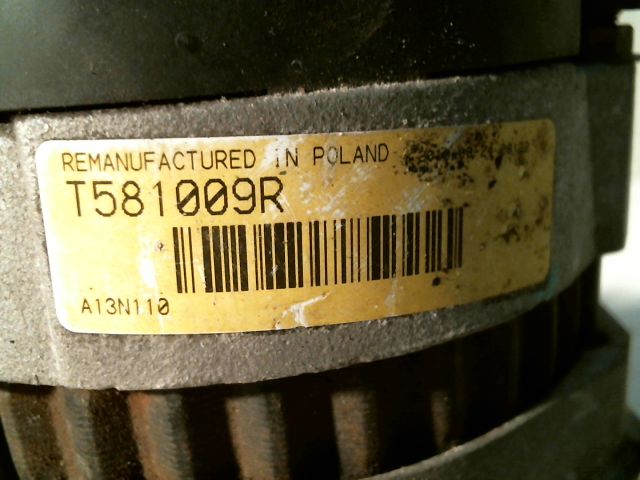 REMANUFACTURED IN POLAND
T581009R
A13N110